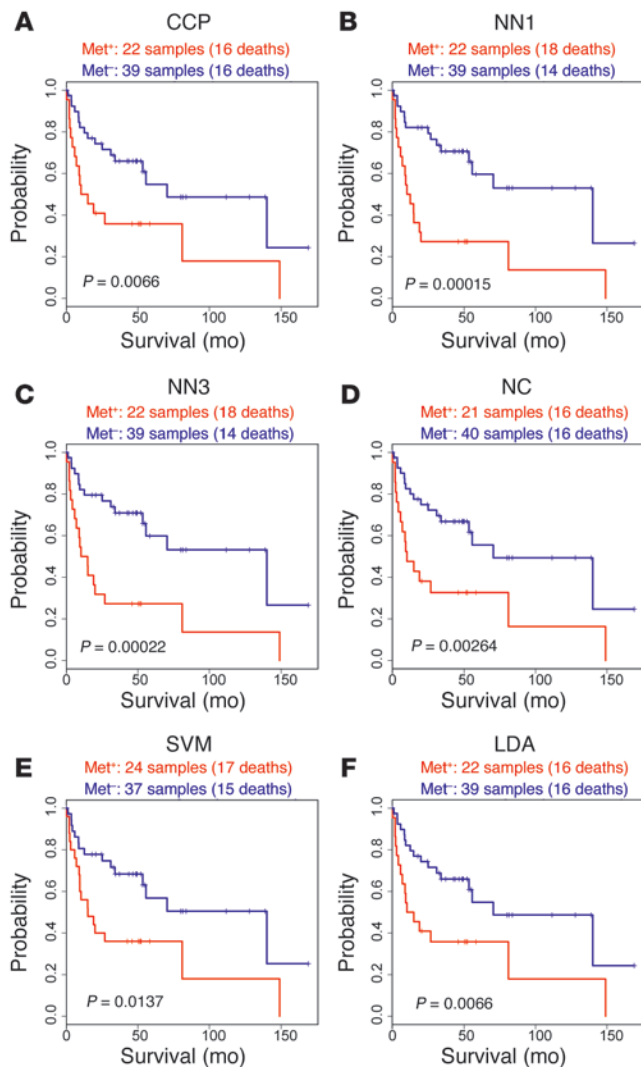 A
CCP
Met⁺: 22 samples (16 deaths)
Met⁻: 39 samples (16 deaths)
Probability
1.0
0.8
0.6
0.4
0.2
0.0
P = 0.0066
0 50 100 150
Survival (mo)
B
NN1
Met⁺: 22 samples (18 deaths)
Met⁻: 39 samples (14 deaths)
Probability
1.0
0.8
0.6
0.4
0.2
0.0
P = 0.00015
0 50 100 150
Survival (mo)
C
NN3
Met⁺: 22 samples (18 deaths)
Met⁻: 39 samples (14 deaths)
Probability
1.0
0.8
0.6
0.4
0.2
0.0
P = 0.00022
0 50 100 150
Survival (mo)
D
NC
Met⁺: 21 samples (16 deaths)
Met⁻: 40 samples (16 deaths)
Probability
1.0
0.8
0.6
0.4
0.2
0.0
P = 0.00264
0 50 100 150
Survival (mo)
E
SVM
Met⁺: 24 samples (17 deaths)
Met⁻: 37 samples (15 deaths)
Probability
1.0
0.8
0.6
0.4
0.2
0.0
P = 0.0137
0 50 100 150
Survival (mo)
F
LDA
Met⁺: 22 samples (16 deaths)
Met⁻: 39 samples (16 deaths)
Probability
1.0
0.8
0.6
0.4
0.2
0.0
P = 0.0066
0 50 100 150
Survival (mo)